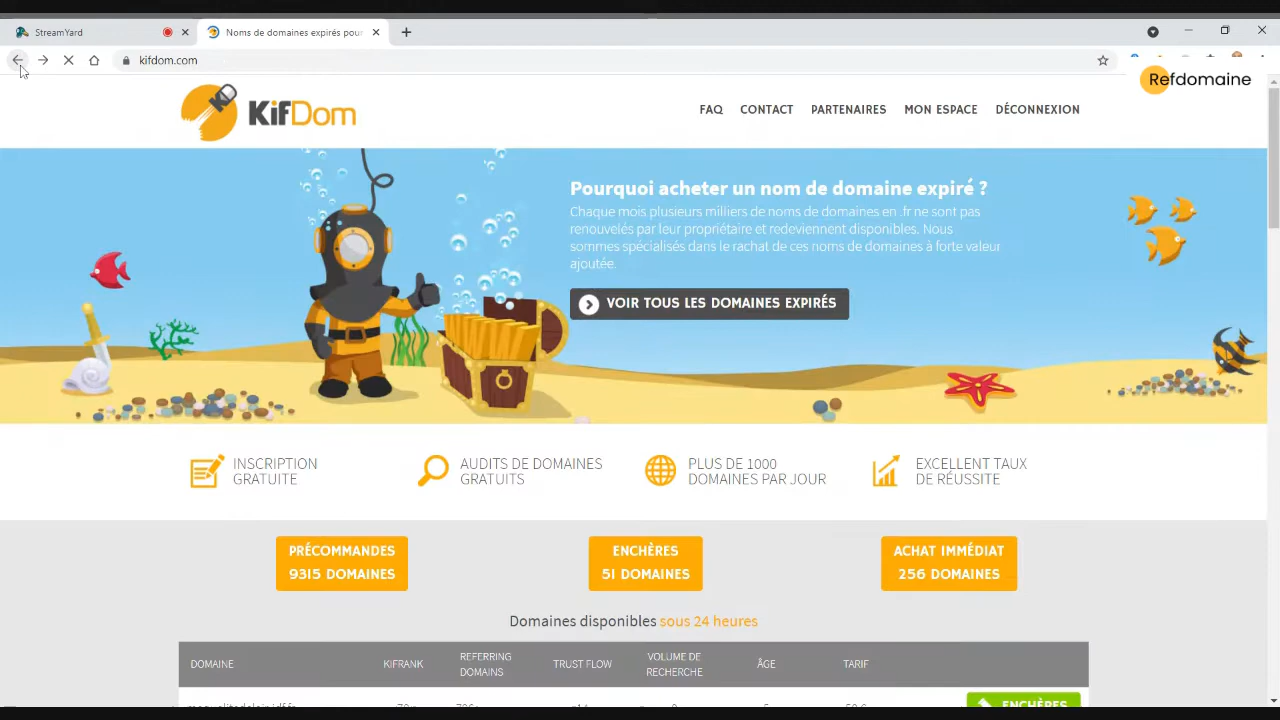 StreamYard
Noms de domaines expirés pour
kifdom.com
Refdomaine
KifDom
FAQ CONTACT PARTENAIRES MON ESPACE DÉCONNEXION
Pourquoi acheter un nom de domaine expiré ?
Chaque mois plusieurs milliers de noms de domaines en .fr ne sont pas
renouvelés par leur propriétaire et redeviennent disponibles. Nous
sommes spécialisés dans le rachat de ces noms de domaines à forte valeur
ajoutée.
VOIR TOUS LES DOMAINES EXPIRÉS
INSCRIPTION
GRATUITE
AUDITS DE DOMAINES
GRATUITS
PLUS DE 1000
DOMAINES PAR JOUR
EXCELLENT TAUX
DE RÉUSSITE
PRÉCOMMANDES
9315 DOMAINES
ENCHÈRES
51 DOMAINES
ACHAT IMMÉDIAT
256 DOMAINES
Domaines disponibles sous 24 heures
DOMAINE
KIFRANK
REFERRING
DOMAINS
TRUST FLOW
VOLUME DE
RECHERCHE
ÂGE
TARIF
ENCHÈRES